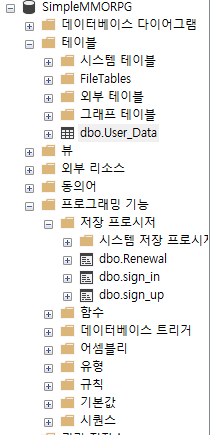 SimpleMMORPG
데이터베이스 다이어그램
테이블
시스템 테이블
FileTables
외부 테이블
그래프 테이블
dbo.User_Data
뷰
외부 리소스
동의어
프로그래밍 기능
저장 프로시저
시스템 저장 프로시저
dbo.Renewal
dbo.sign_in
dbo.sign_up
함수
데이터베이스 트리거
어셈블리
유형
규칙
기본값
시퀀스